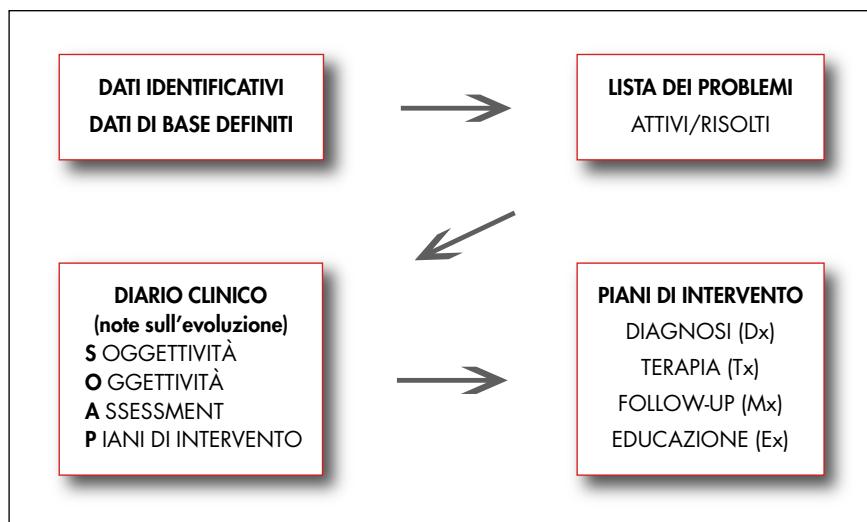 DATI IDENTIFICATIVI
DATI DI BASE DEFINITI
LISTA DEI PROBLEMI
ATTIVI/RISOLTI
DIARIO CLINICO
(note sull'evoluzione)
S OGGETTIVITÀ
O GGETTIVITÀ
A SSESSMENT
P IANI DI INTERVENTO
PIANI DI INTERVENTO
DIAGNOSI (Dx)
TERAPIA (Tx)
FOLLOW-UP (Mx)
EDUCAZIONE (Ex)